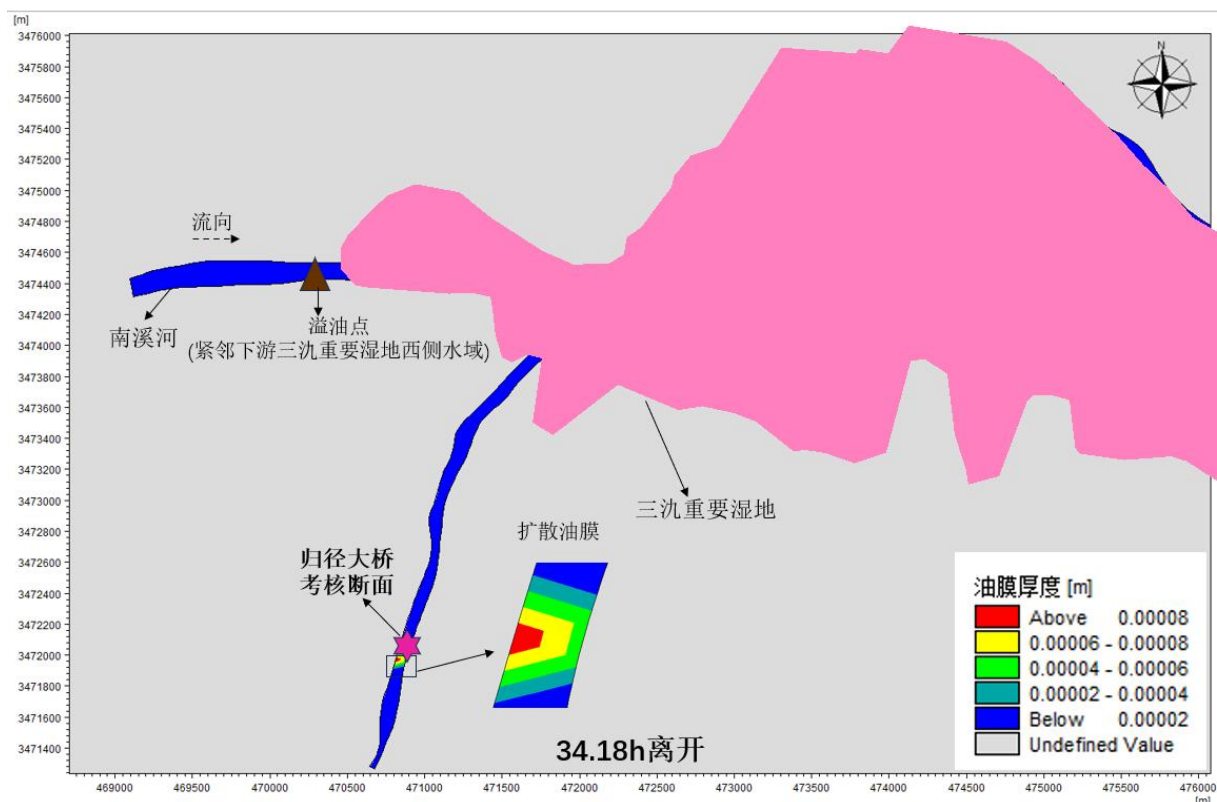 [m]
3476000
3475800
3475600
3475400
3475200
3475000
3474800
3474600
3474400
3474200
3474000
3473800
3473600
3473400
3473200
3473000
3472800
3472600
3472400
3472200
3472000
3471800
3471600
3471400
N
流向
南溪河
溢油点
(紧邻下游三氿重要湿地西侧水域)
三氿重要湿地
扩散油膜
归径大桥
考核断面
34.18h离开
油膜厚度 [m]
Above 0.00008
0.00006 - 0.00008
0.00004 - 0.00006
0.00002 - 0.00004
Below 0.00002
Undefined Value
469000 469500 470000 470500 471000 471500 472000 472500 473000 473500 474000 474500 475000 475500 476000
[m]